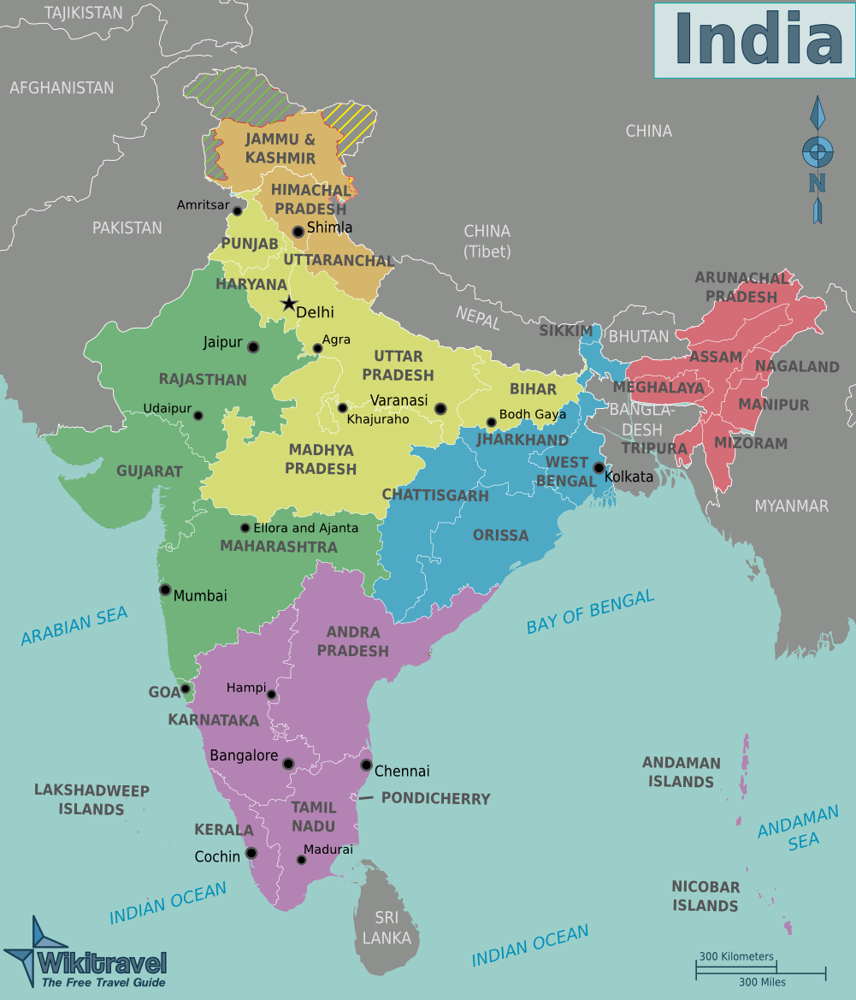 TAJIKISTAN
India
AFGHANISTAN
CHINA
JAMMU &
KASHMIR
N
HIMACHAL
PRADESH
Amritsar
PAKISTAN
Shimla
CHINA
(Tibet)
PUNJAB
UTTARANCHAL
HARYANA
ARUNACHAL
PRADESH
Delhi
NEPAL
SIKKIM
BHUTAN
Jaipur
Agra
UTTAR
PRADESH
ASSAM
NAGALAND
RAJASTHAN
BIHAR
MEGHALAYA
Udaipur
Varanasi
Khajuraho
Bodh Gaya
BANGLA-
DESH
MANIPUR
JHARKHAND
TRIPURA
MIZORAM
MADHYA
PRADESH
GUJARAT
WEST
BENGAL
Kolkata
CHATTISGARH
MYANMAR
Ellora and Ajanta
MAHARASHTRA
ORISSA
Mumbai
ARABIAN SEA
BAY OF BENGAL
ANDRA
PRADESH
GOA
Hampi
KARNATAKA
Bangalore
Chennai
ANDAMAN
ISLANDS
LAKSHADWEEP
ISLANDS
PONDICHERRY
TAMIL
NADU
KERALA
ANDAMAN
SEA
Cochin
Madurai
INDIAN OCEAN
NICOBAR
ISLANDS
SRI
LANKA
INDIAN OCEAN
Wikitravel
The Free Travel Guide
300 Kilometers
300 Miles